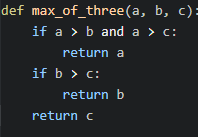 def max_of_three(a, b, c):
    if a > b and a > c:
        return a
    if b > c:
        return b
    return c